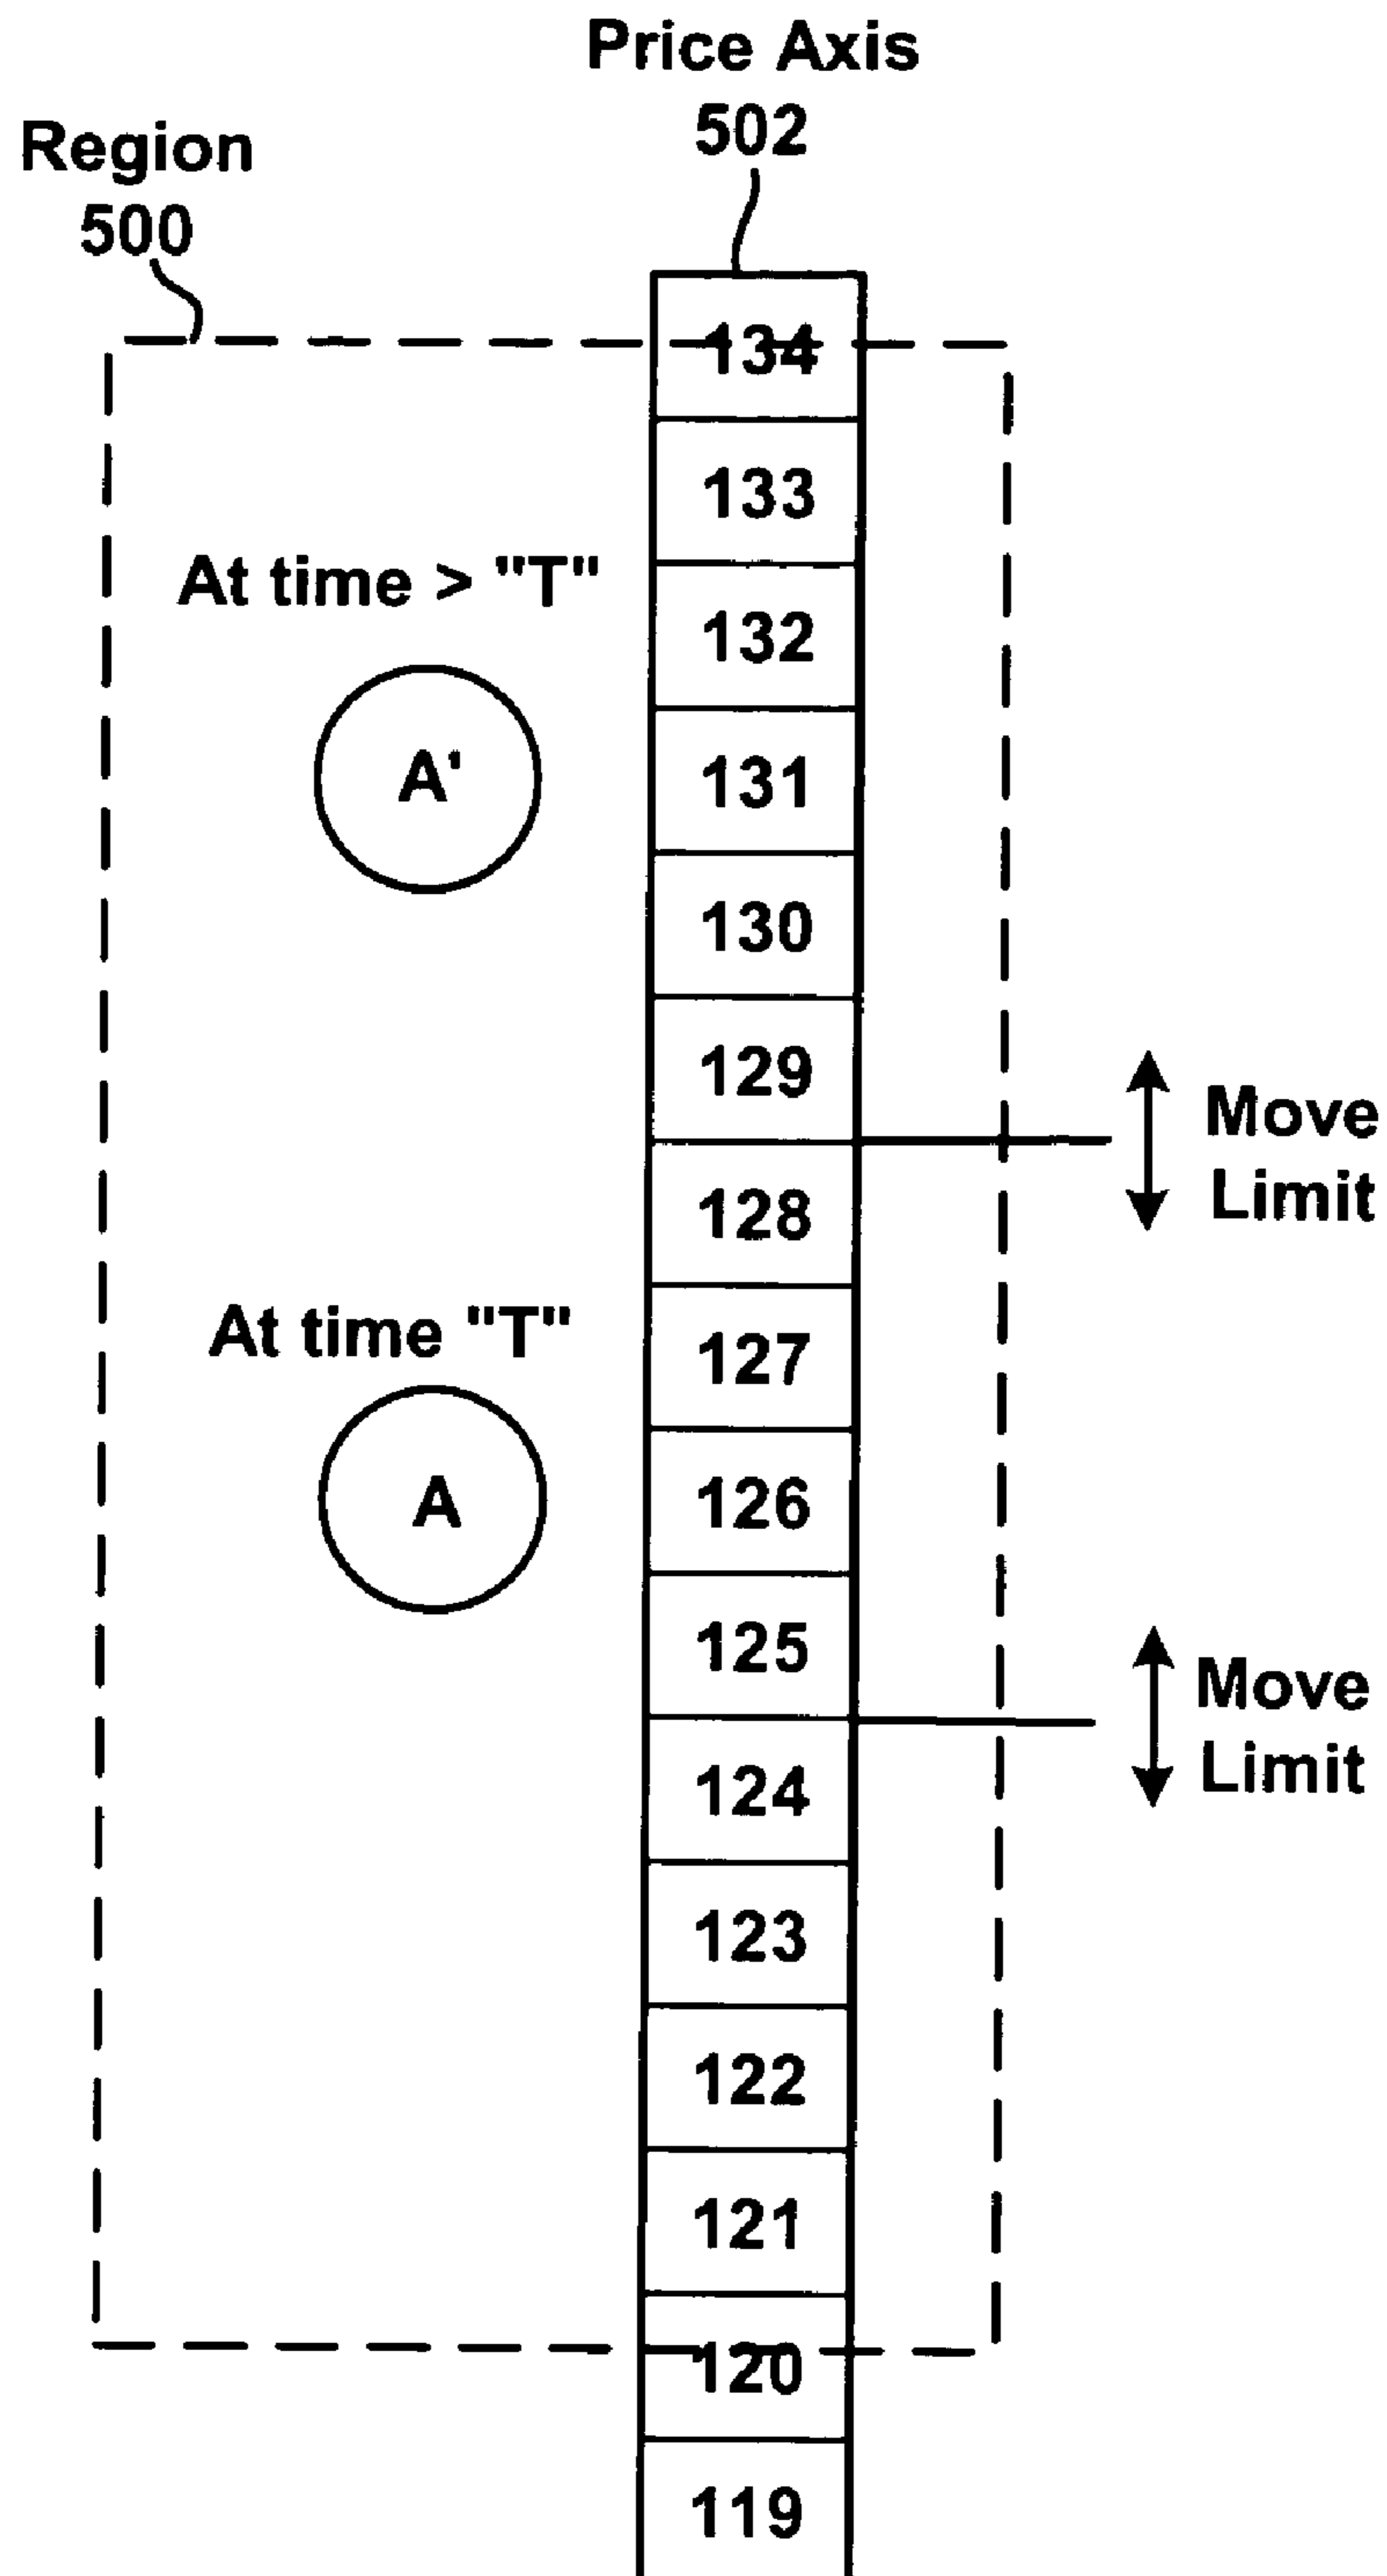 Price Axis
502
Region
500
134
133
At time > "T"
132
A'
131
130
129
Move
Limit
128
At time "T"
127
A
126
125
Move
Limit
124
123
122
121
120
119